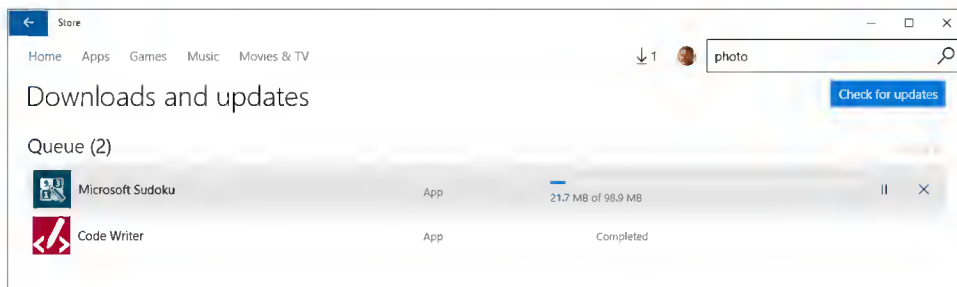 Store
Home Apps Games Music Movies & TV 1 photo
Downloads and updates Check for updates
Queue (2)
Microsoft Sudoku App 21.7 MB of 98.9 MB
Code Writer App Completed